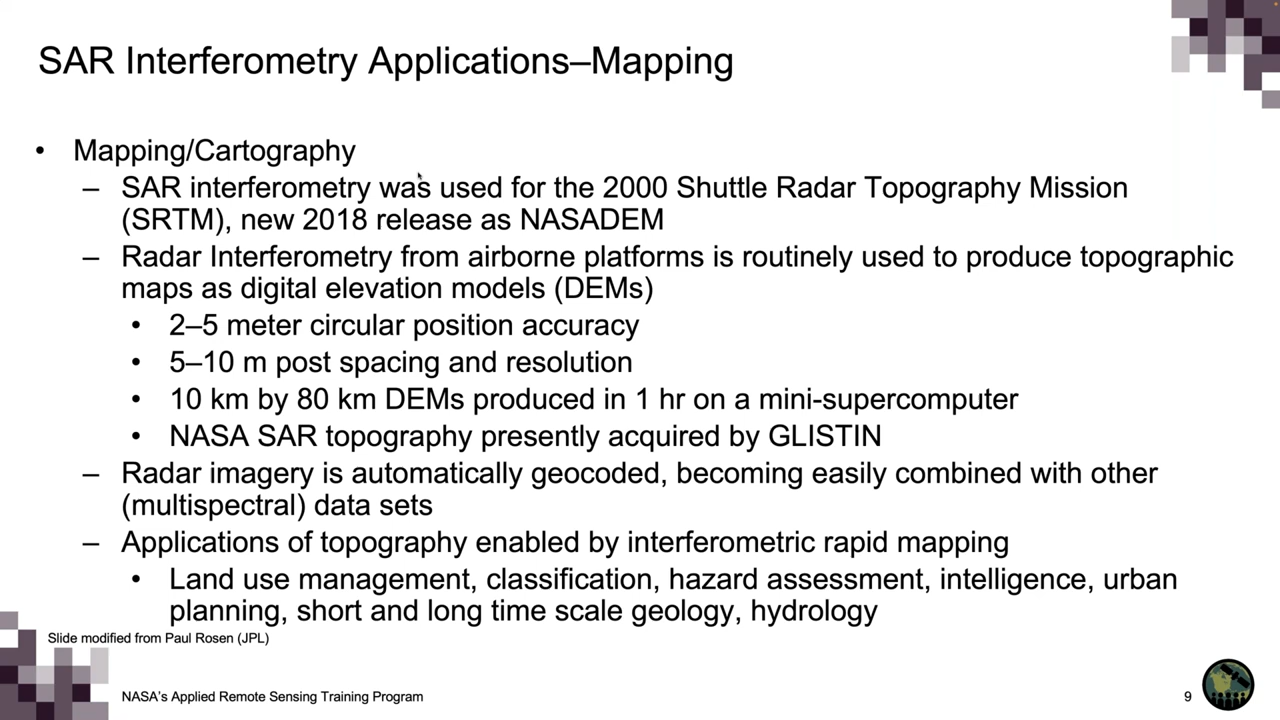 SAR Interferometry Applications–Mapping
• Mapping/Cartography
– SAR interferometry was used for the 2000 Shuttle Radar Topography Mission
(SRTM), new 2018 release as NASADEM
– Radar Interferometry from airborne platforms is routinely used to produce topographic
maps as digital elevation models (DEMs)
• 2–5 meter circular position accuracy
• 5–10 m post spacing and resolution
• 10 km by 80 km DEMs produced in 1 hr on a mini-supercomputer
• NASA SAR topography presently acquired by GLISTIN
– Radar imagery is automatically geocoded, becoming easily combined with other
(multispectral) data sets
– Applications of topography enabled by interferometric rapid mapping
• Land use management, classification, hazard assessment, intelligence, urban
planning, short and long time scale geology, hydrology
Slide modified from Paul Rosen (JPL)
NASA's Applied Remote Sensing Training Program
9